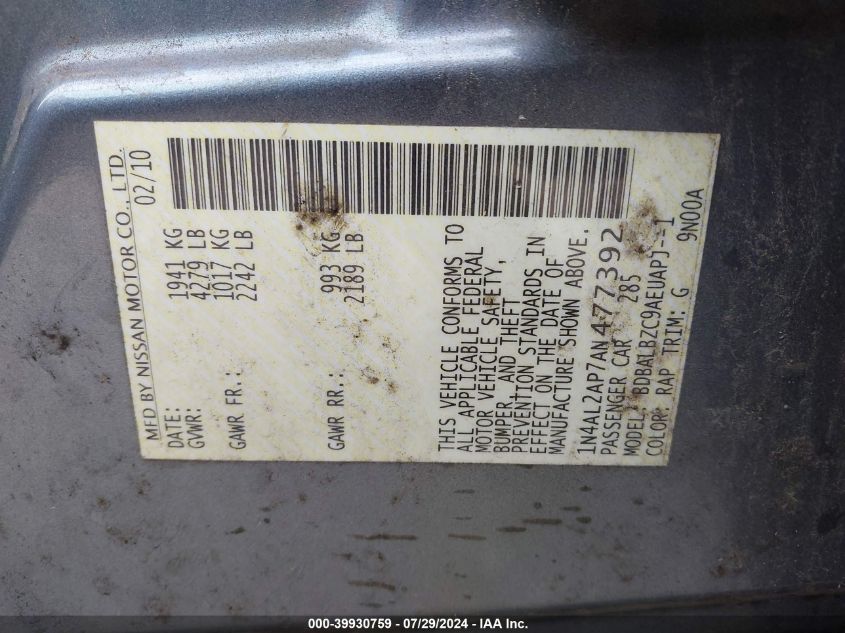 MFD BY NISSAN MOTOR CO., LTD.
DATE: 02/10
GVWR: 1941 KG
4279 LB
GAWR FR.: 1017 KG
2242 LB
GAWR RR.: 993 KG
2189 LB
THIS VEHICLE CONFORMS TO
ALL APPLICABLE FEDERAL
MOTOR VEHICLE SAFETY,
BUMPER, AND THEFT
PREVENTION STANDARDS IN
EFFECT ON THE DATE OF
MANUFACTURE SHOWN ABOVE.
1N4AL2AP7AN477392
PASSENGER CAR 285
MODEL: BDBALBZC9AEUAPJ--1
COLOR: RAP TRIM: G 9N00A
000-39930759 - 07/29/2024 - IAA Inc.